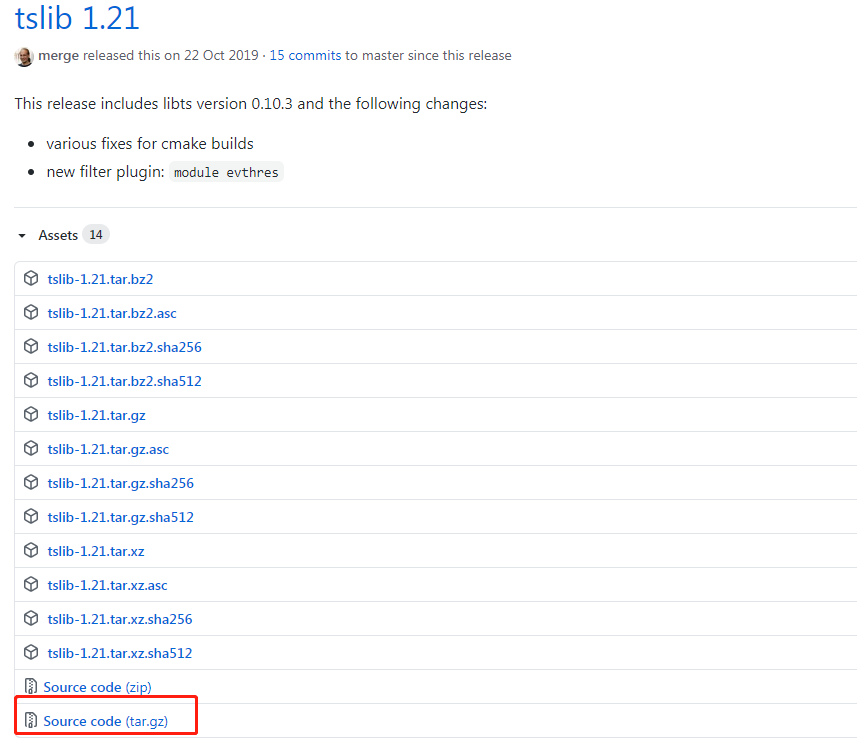 tslib 1.21
merge released this on 22 Oct 2019 · 15 commits to master since this release
This release includes libts version 0.10.3 and the following changes:
• various fixes for cmake builds
• new filter plugin: module evthres
Assets 14
tslib-1.21.tar.bz2
tslib-1.21.tar.bz2.asc
tslib-1.21.tar.bz2.sha256
tslib-1.21.tar.bz2.sha512
tslib-1.21.tar.gz
tslib-1.21.tar.gz.asc
tslib-1.21.tar.gz.sha256
tslib-1.21.tar.gz.sha512
tslib-1.21.tar.xz
tslib-1.21.tar.xz.asc
tslib-1.21.tar.xz.sha256
tslib-1.21.tar.xz.sha512
Source code (zip)
Source code (tar.gz)